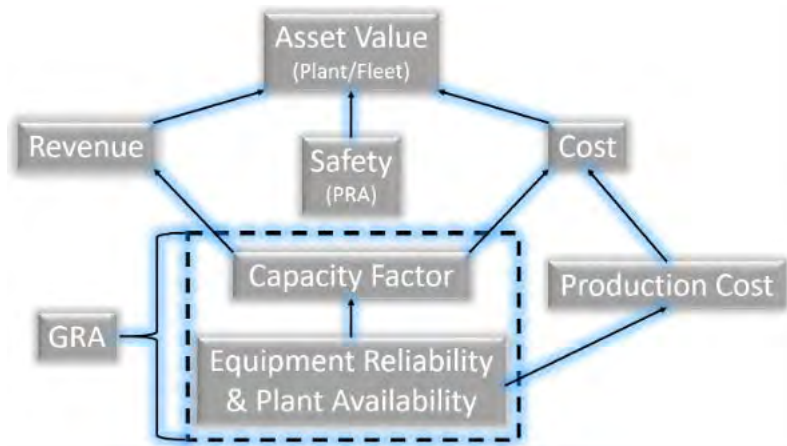 Asset Value
(Plant/Fleet)
Revenue
Safety
(PRA)
Cost
Capacity Factor
Production Cost
GRA
Equipment Reliability
& Plant Availability